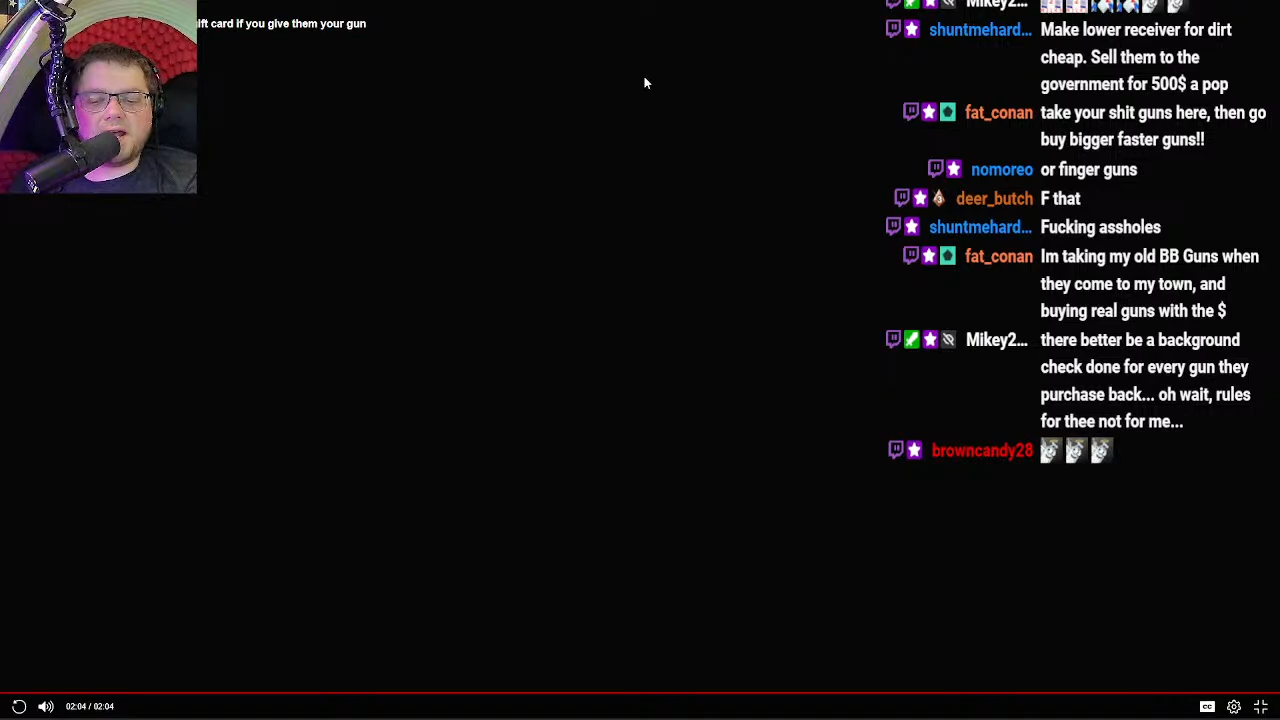 ift card if you give them your gun
Mikey2...
shuntmehard... Make lower receiver for dirt
cheap. Sell them to the
government for 500$ a pop
fat_conan take your shit guns here, then go
buy bigger faster guns!!
nomoreo or finger guns
deer_butch F that
shuntmehard... Fucking assholes
fat_conan Im taking my old BB Guns when
they come to my town, and
buying real guns with the $
Mikey2... there better be a background
check done for every gun they
purchase back... oh wait, rules
for thee not for me...
browncandy28
02:04 / 02:04
CC